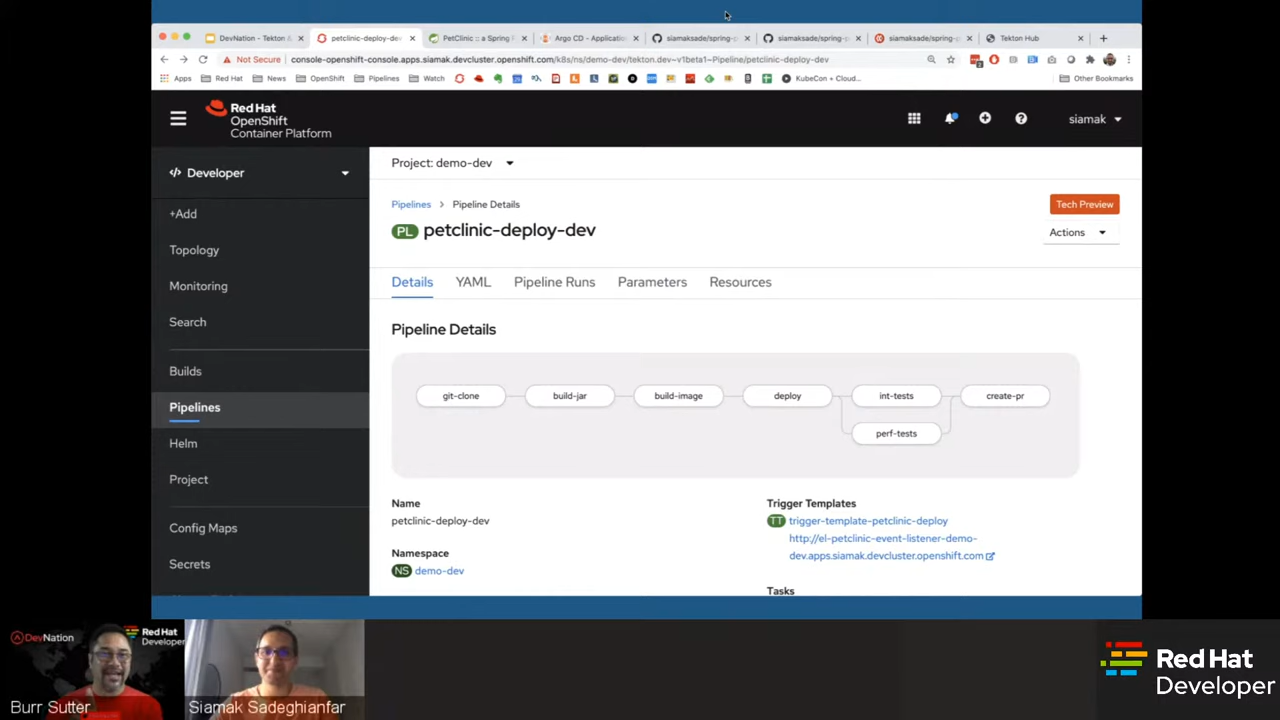 DevNation - Tekton &
petclinic-deploy-dev
PetClinic :: a Spring F
Argo CD - Application
siamaksade/spring-p
siamaksade/spring-p
siamaksade/spring-p
Tekton Hub
Not Secure
console-openshift-console.apps.siamak.devcluster.openshift.com/k8s/ns/demo-dev/tekton.dev~v1beta1~Pipeline/petclinic-deploy-dev
Apps
Red Hat
News
OpenShift
Pipelines
Watch
KubeCon + Cloud...
Other Bookmarks
Red Hat
OpenShift
Container Platform
siamak
</> Developer
+Add
Topology
Monitoring
Search
Builds
Pipelines
Helm
Project
Config Maps
Secrets
Project: demo-dev
Pipelines > Pipeline Details
Tech Preview
PL petclinic-deploy-dev
Actions
Details YAML Pipeline Runs Parameters Resources
Pipeline Details
git-clone build-jar build-image deploy int-tests create-pr
perf-tests
Name
petclinic-deploy-dev
Namespace
NS demo-dev
Trigger Templates
TT trigger-template-petclinic-deploy
http://el-petclinic-event-listener-demo-
dev.apps.siamak.devcluster.openshift.com
Tasks
DevNation
Red Hat
Developer
Burr Sutter
Siamak Sadeghianfar
Red Hat
Developer